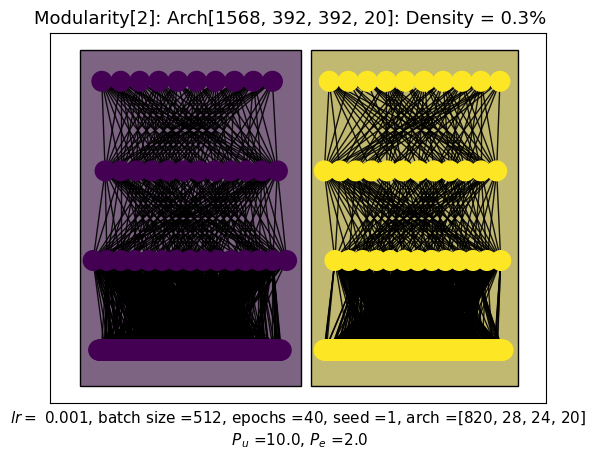 Modularity[2]: Arch[1568, 392, 392, 20]: Density = 0.3%
lr = 0.001, batch size =512, epochs =40, seed =1, arch =[820, 28, 24, 20]
P_u =10.0, P_e =2.0